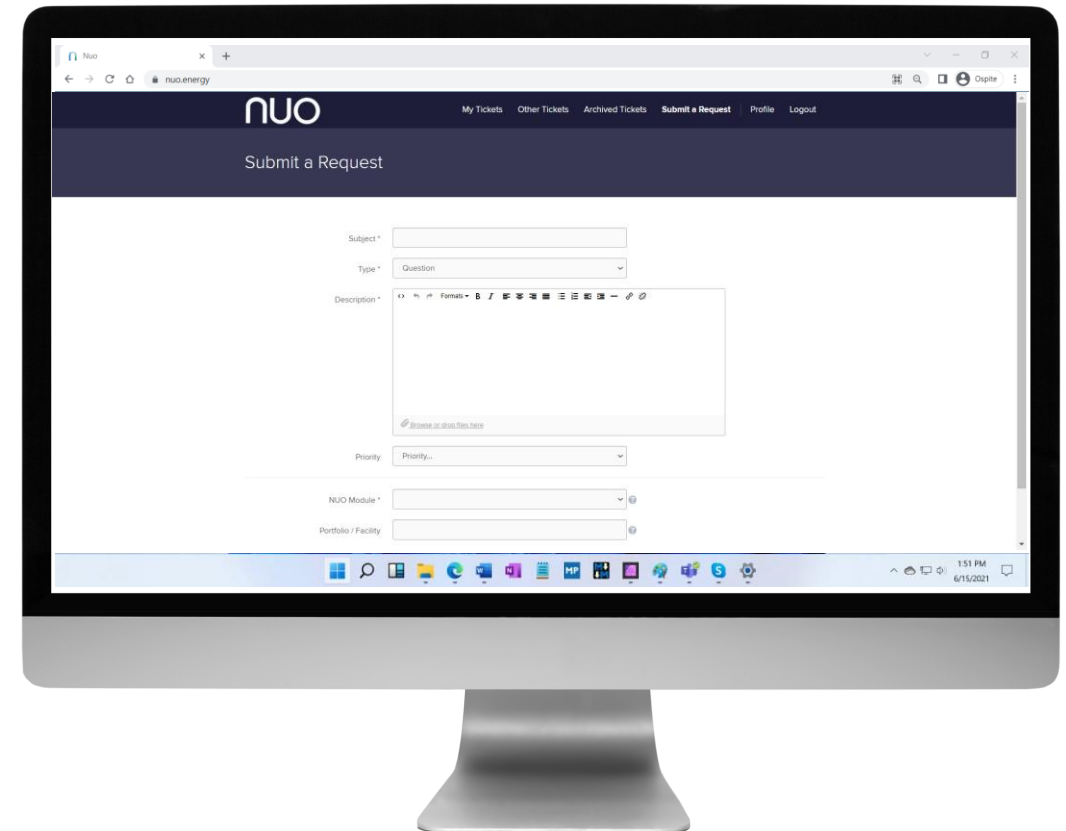 Nuo
nuo.energy
Ospite
nuo
My Tickets Other Tickets Archived Tickets Submit a Request Profile Logout
Submit a Request
Subject *
Type * Question
Description * Formats B I
Browse or drop files here
Priority Priority...
NUO Module *
Portfolio / Facility
N MP S
1:51 PM
6/15/2021